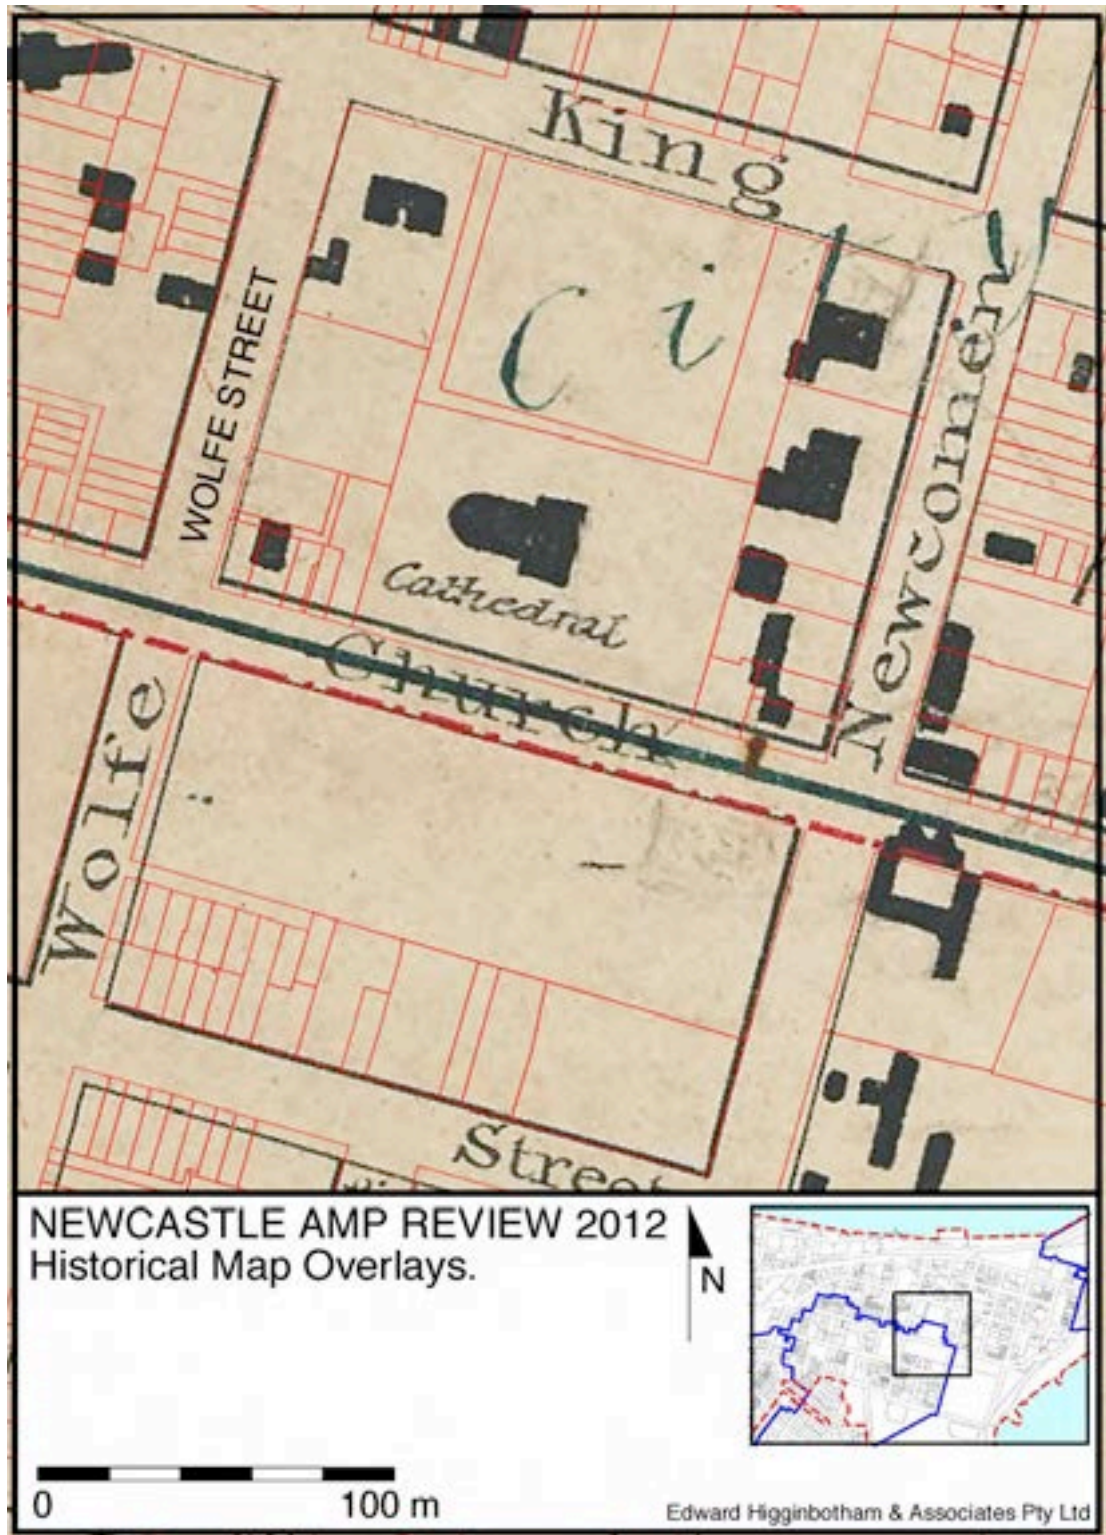 King
City
WOLFE STREET
Newcomen
Cathedral
Church
Wolfe
Street
NEWCASTLE AMP REVIEW 2012
Historical Map Overlays.
N
0 100 m
Edward Higginbotham & Associates Pty Ltd